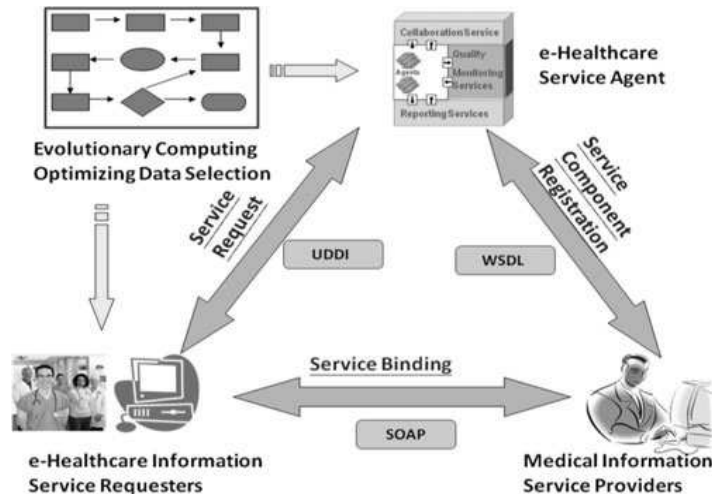 Collaboration Service
Quality
Agents
Monitoring
Services
Reporting Services
e-Healthcare
Service Agent
Evolutionary Computing
Optimizing Data Selection
Service
Request
UDDI
WSDL
Service
Component
Registration
Service Binding
SOAP
e-Healthcare Information
Service Requesters
Medical Information
Service Providers